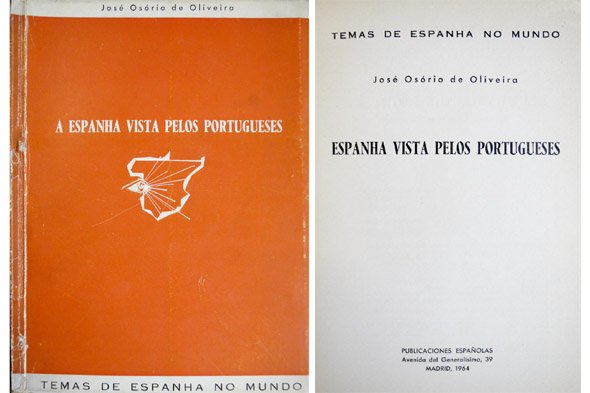 José Osório de Oliveira
A ESPANHA VISTA PELOS PORTUGUESES
TEMAS DE ESPANHA NO MUNDO
TEMAS DE ESPANHA NO MUNDO
José Osório de Oliveira
ESPANHA VISTA PELOS PORTUGUESES
PUBLICACIONES ESPAÑOLAS
Avenida del Generalísimo, 39
MADRID, 1964